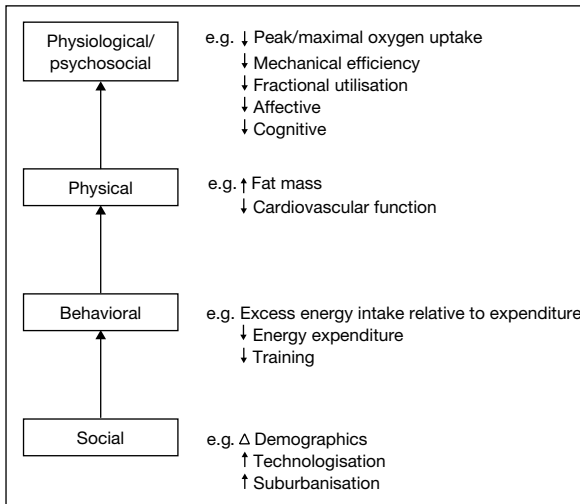 Physiological/
psychosocial
e.g. ↓ Peak/maximal oxygen uptake
↓ Mechanical efficiency
↓ Fractional utilisation
↓ Affective
↓ Cognitive
Physical
e.g. ↑ Fat mass
↓ Cardiovascular function
Behavioral
e.g. Excess energy intake relative to expenditure
↓ Energy expenditure
↓ Training
Social
e.g. Δ Demographics
↑ Technologisation
↑ Suburbanisation